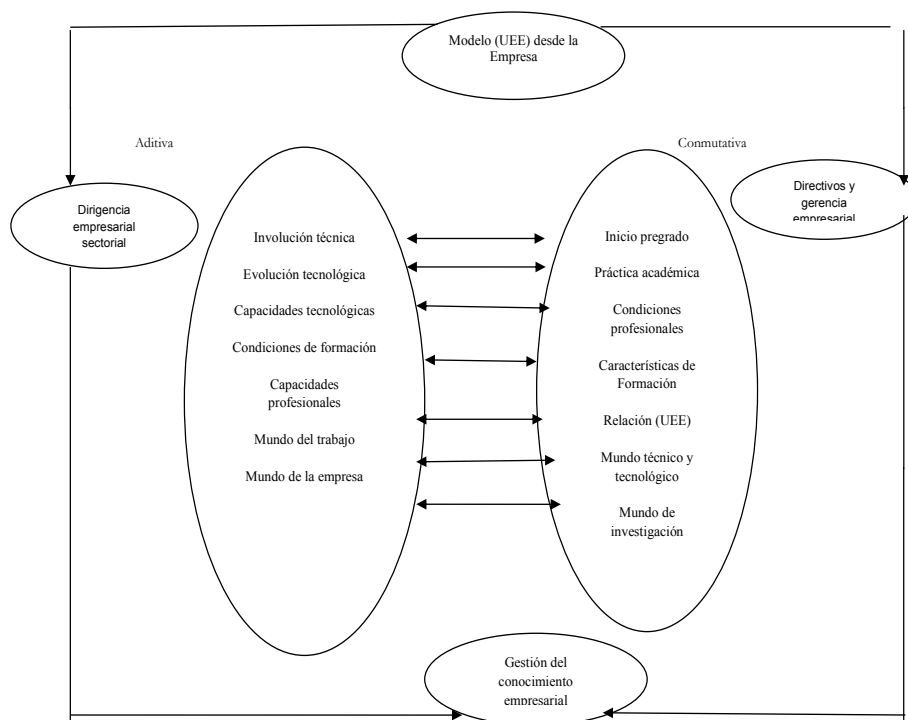 Modelo (UEE) desde la
Empresa
Aditiva
Conmutativa
Dirigencia
empresarial
sectorial
Directivos y
gerencia
empresarial
Involución técnica
Evolución tecnológica
Capacidades tecnológicas
Condiciones de formación
Capacidades
profesionales
Mundo del trabajo
Mundo de la empresa
Inicio pregrado
Práctica académica
Condiciones
profesionales
Características de
Formación
Relación (UEE)
Mundo técnico y
tecnológico
Mundo de
investigación
Gestión del
conocimiento
empresarial